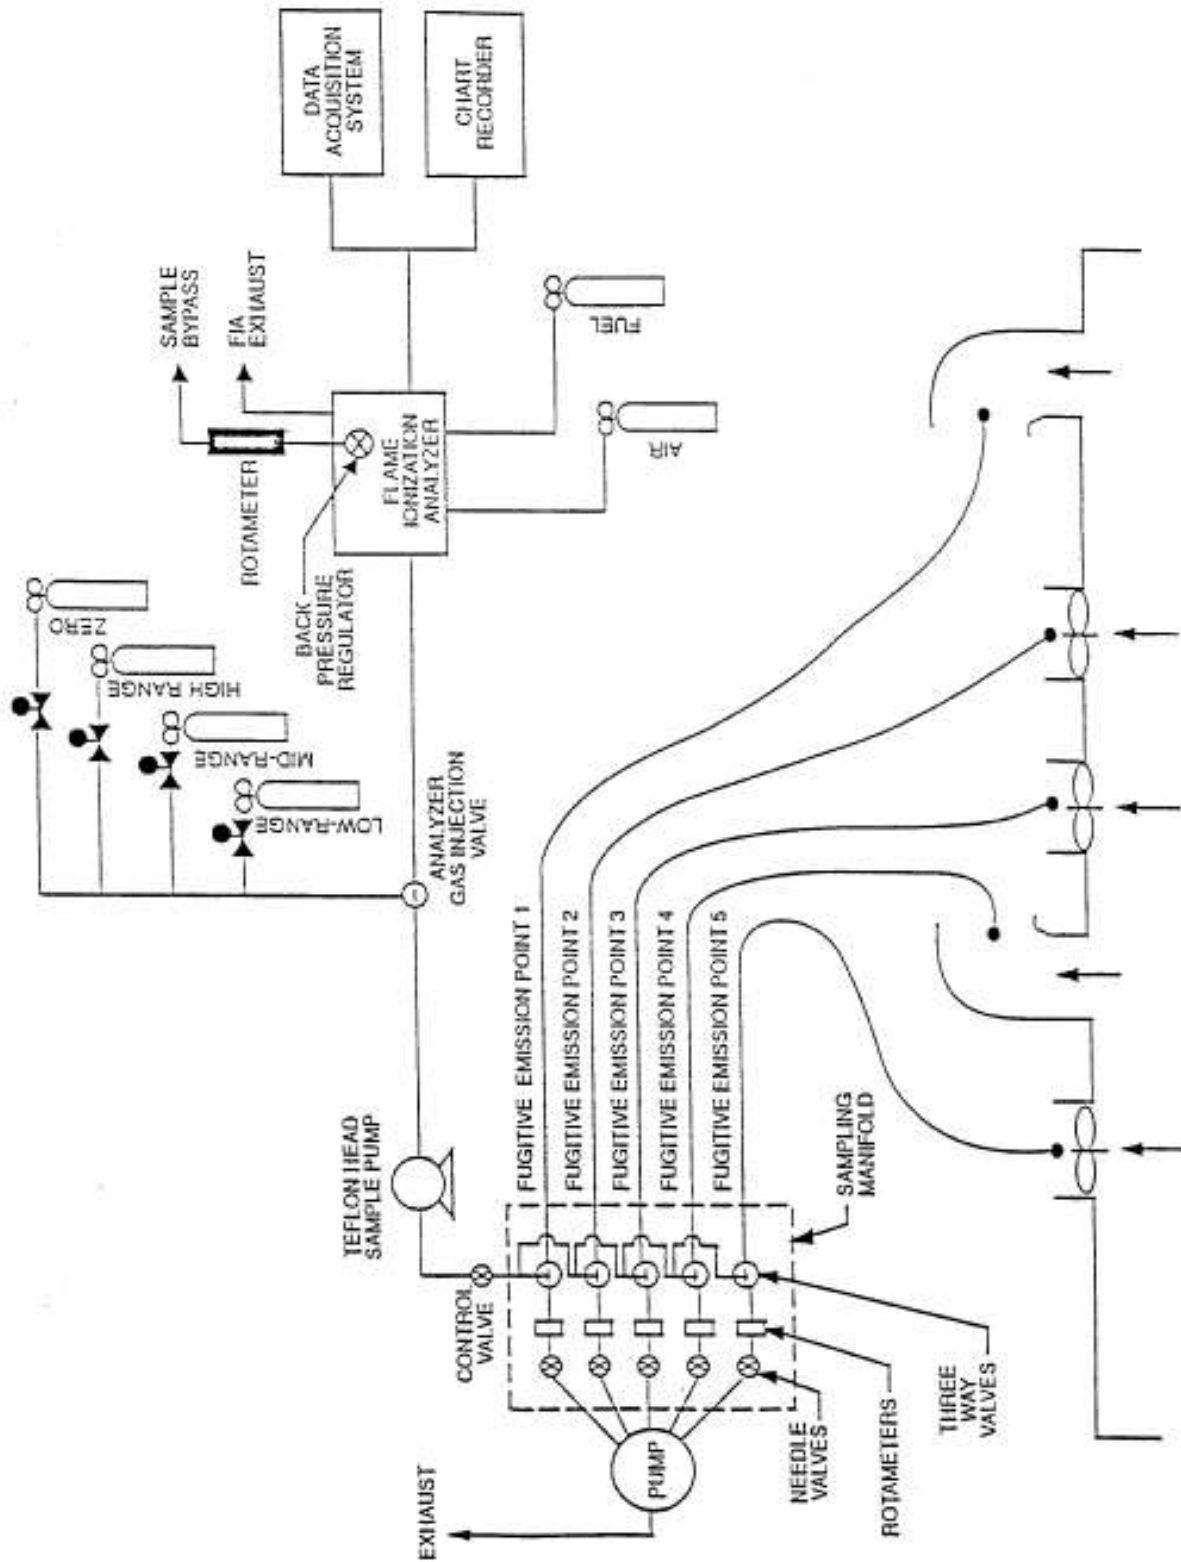 DATA
ACQUISITION
SYSTEM
CHART
RECORDER
SAMPLE
BYPASS
FIA
EXHAUST
ROTAMETER
BACK
PRESSURE
REGULATOR
FLAME
IONIZATION
ANALYZER
FUEL
AIR
ZERO
HIGH RANGE
MID-RANGE
LOW-RANGE
ANALYZER
GAS INJECTION
VALVE
TEFLON HEAD
SAMPLE PUMP
CONTROL
VALVE
FUGITIVE EMISSION POINT 1
FUGITIVE EMISSION POINT 2
FUGITIVE EMISSION POINT 3
FUGITIVE EMISSION POINT 4
FUGITIVE EMISSION POINT 5
SAMPLING
MANIFOLD
EXHAUST
PUMP
NEEDLE
VALVES
ROTAMETERS
THREE
WAY
VALVES